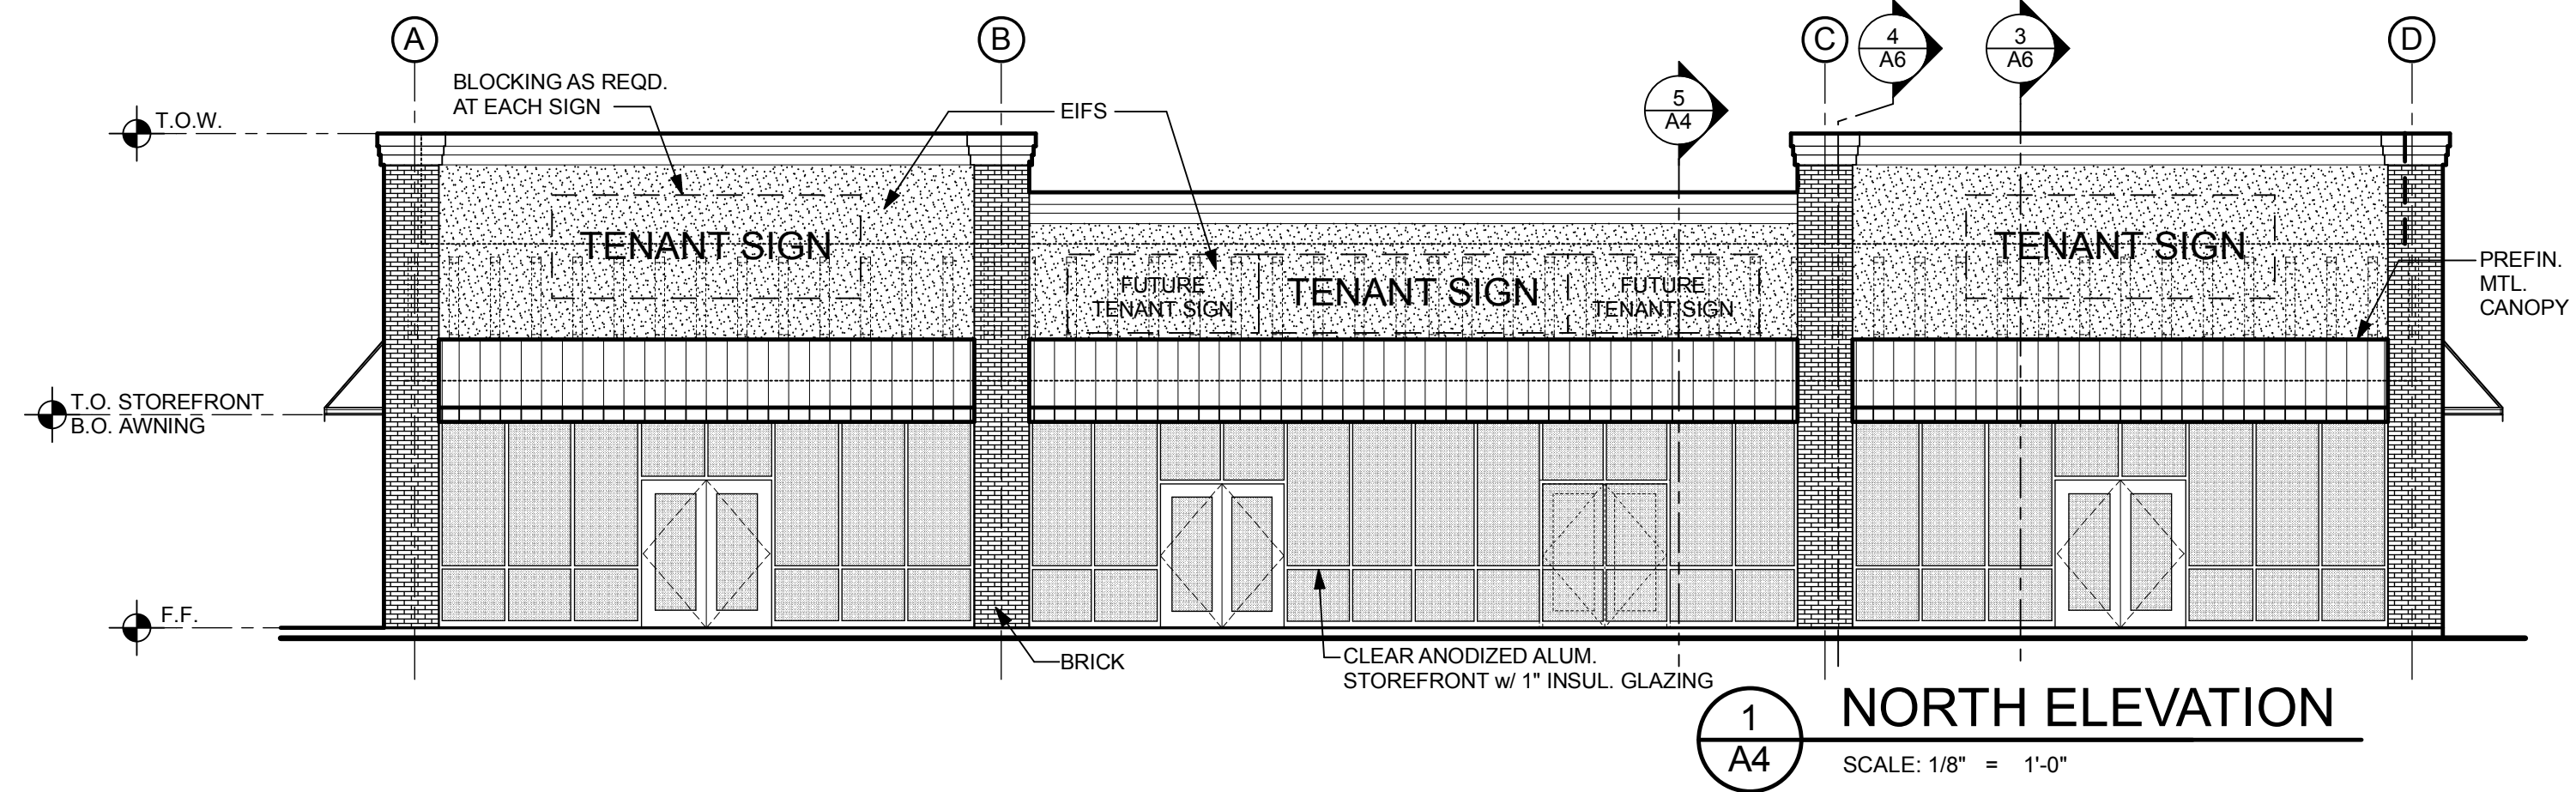 A
B
C
D
4
A6
3
A6
5
A4
BLOCKING AS REQD.
AT EACH SIGN
EIFS
T.O.W.
TENANT SIGN
FUTURE
TENANT SIGN
TENANT SIGN
FUTURE
TENANT SIGN
TENANT SIGN
PREFIN.
MTL.
CANOPY
T.O. STOREFRONT
B.O. AWNING
F.F.
BRICK
CLEAR ANODIZED ALUM.
STOREFRONT w/ 1" INSUL. GLAZING
1
A4
NORTH ELEVATION
SCALE: 1/8" = 1'-0"